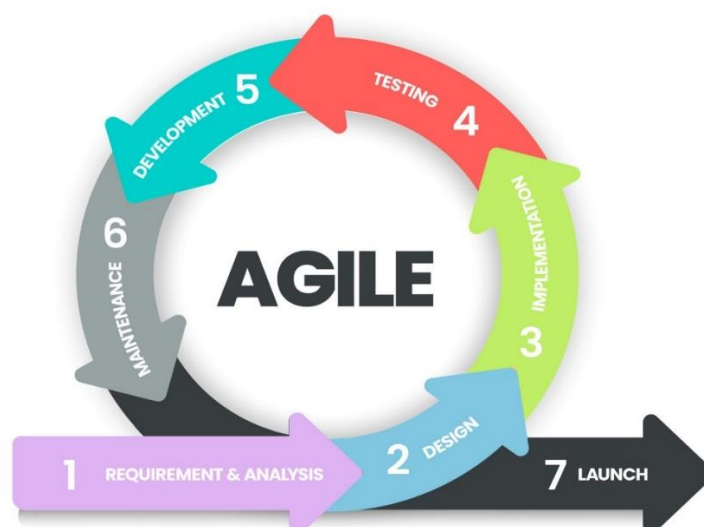 AGILE
1 REQUIREMENT & ANALYSIS
2 DESIGN
3 IMPLEMENTATION
4 TESTING
5 DEVELOPMENT
6 MAINTENANCE
7 LAUNCH